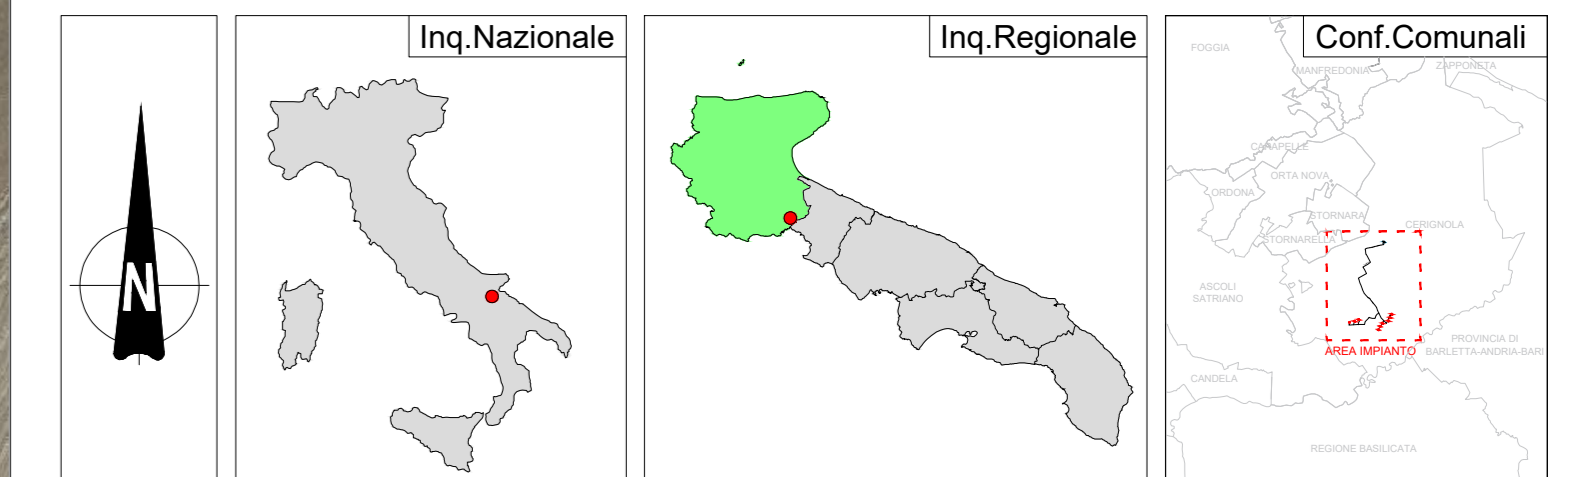 N
Inq.Nazionale
Inq.Regionale
Conf.Comunali
FOGGIA
MANFREDONIA
ZAPPONETA
CARAPELLE
ORTA NOVA
ORDONA
STORNARA
CERIGNOLA
STORNARELLA
ASCOLI
SATRIANO
AREA IMPIANTO
PROVINCIA DI
BARLETTA-ANDRIA-BARI
CANDELA
REGIONE BASILICATA